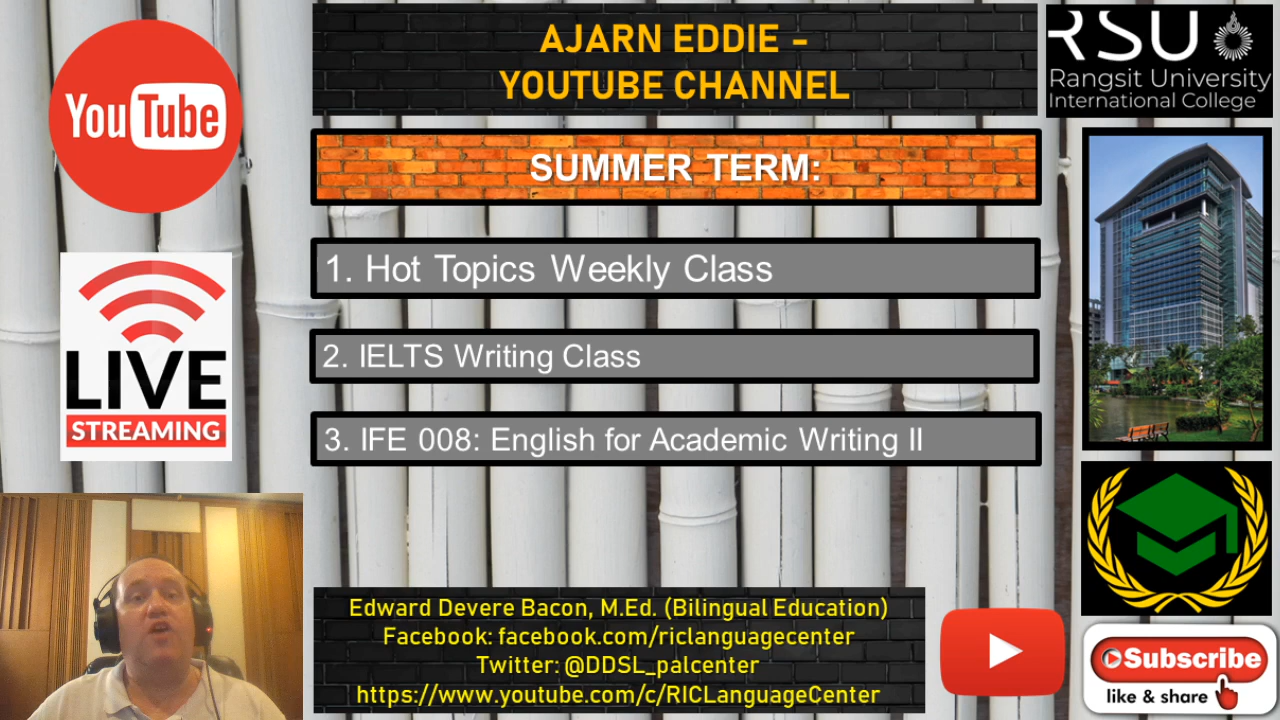 YouTube
AJARN EDDIE -
YOUTUBE CHANNEL
RSU
Rangsit University
International College
SUMMER TERM:
1. Hot Topics Weekly Class
2. IELTS Writing Class
3. IFE 008: English for Academic Writing II
LIVE
STREAMING
Edward Devere Bacon, M.Ed. (Bilingual Education)
Facebook: facebook.com/riclanguagecenter
Twitter: @DDSL_palcenter
https://www.youtube.com/c/RICLanguageCenter
Subscribe
like & share